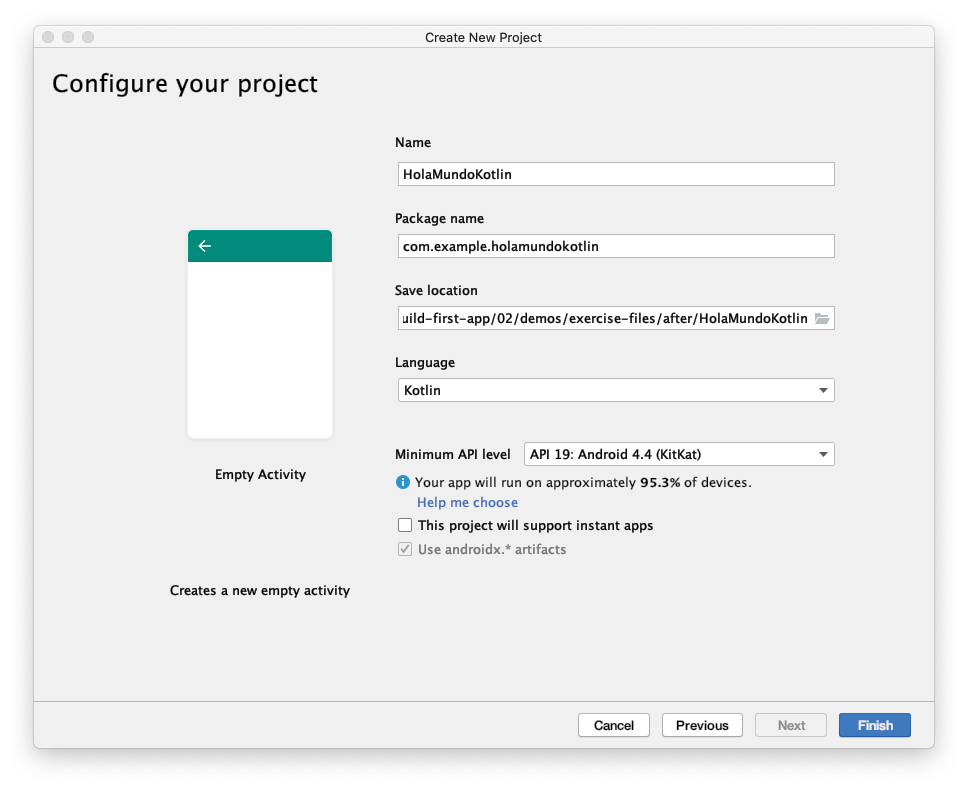 Create New Project
Configure your project
Name
HolaMundoKotlin
Package name
com.example.holamundokotlin
Save location
uild-first-app/02/demos/exercise-files/after/HolaMundoKotlin
Language
Kotlin
Minimum API level API 19: Android 4.4 (KitKat)
Your app will run on approximately 95.3% of devices.
Help me choose
This project will support instant apps
Use androidx.* artifacts
Empty Activity
Creates a new empty activity
Cancel Previous Next Finish